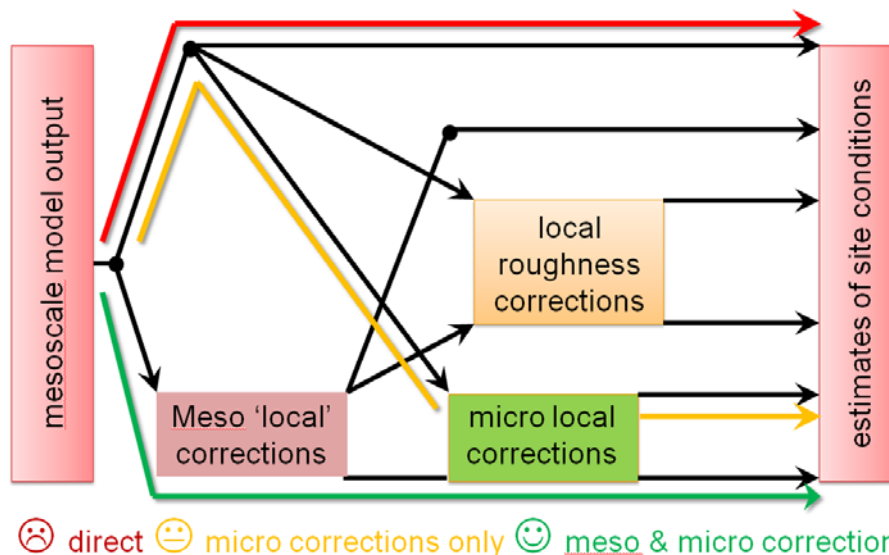 mesoscale model output
local
roughness
corrections
Meso ‘local’
corrections
micro local
corrections
estimates of site conditions
direct micro corrections only meso & micro correction